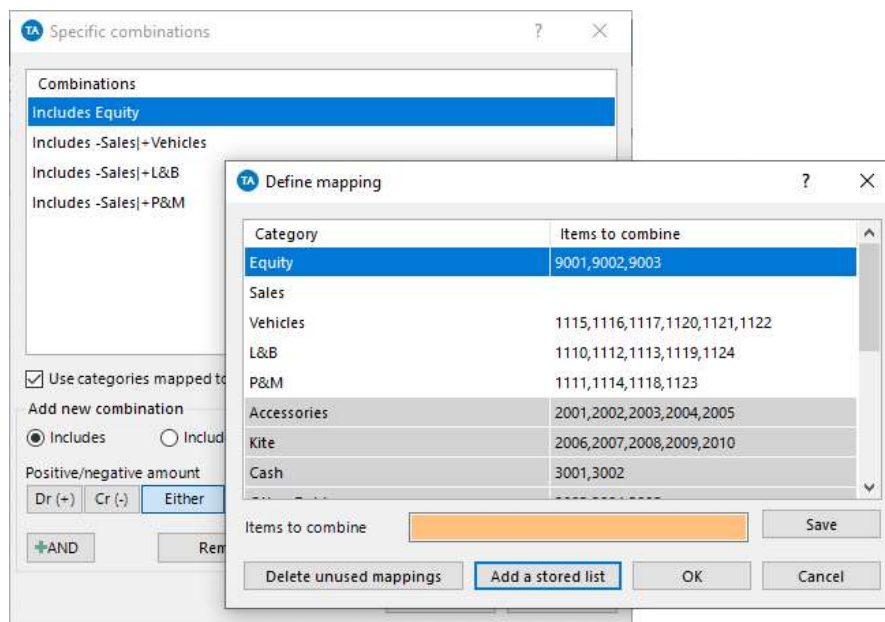 TA Specific combinations ? ×
Combinations
Includes Equity
Includes -Sales|+Vehicles
Includes -Sales|+L&B
Includes -Sales|+P&M
Use categories mapped to
Add new combination
Includes Includ
Positive/negative amount
Dr (+) Cr (-) Either
+AND Rem
TA Define mapping ? ×
Category Items to combine
Equity 9001,9002,9003
Sales
Vehicles 1115,1116,1117,1120,1121,1122
L&B 1110,1112,1113,1119,1124
P&M 1111,1114,1118,1123
Accessories 2001,2002,2003,2004,2005
Kite 2006,2007,2008,2009,2010
Cash 3001,3002
Items to combine Save
Delete unused mappings Add a stored list OK Cancel